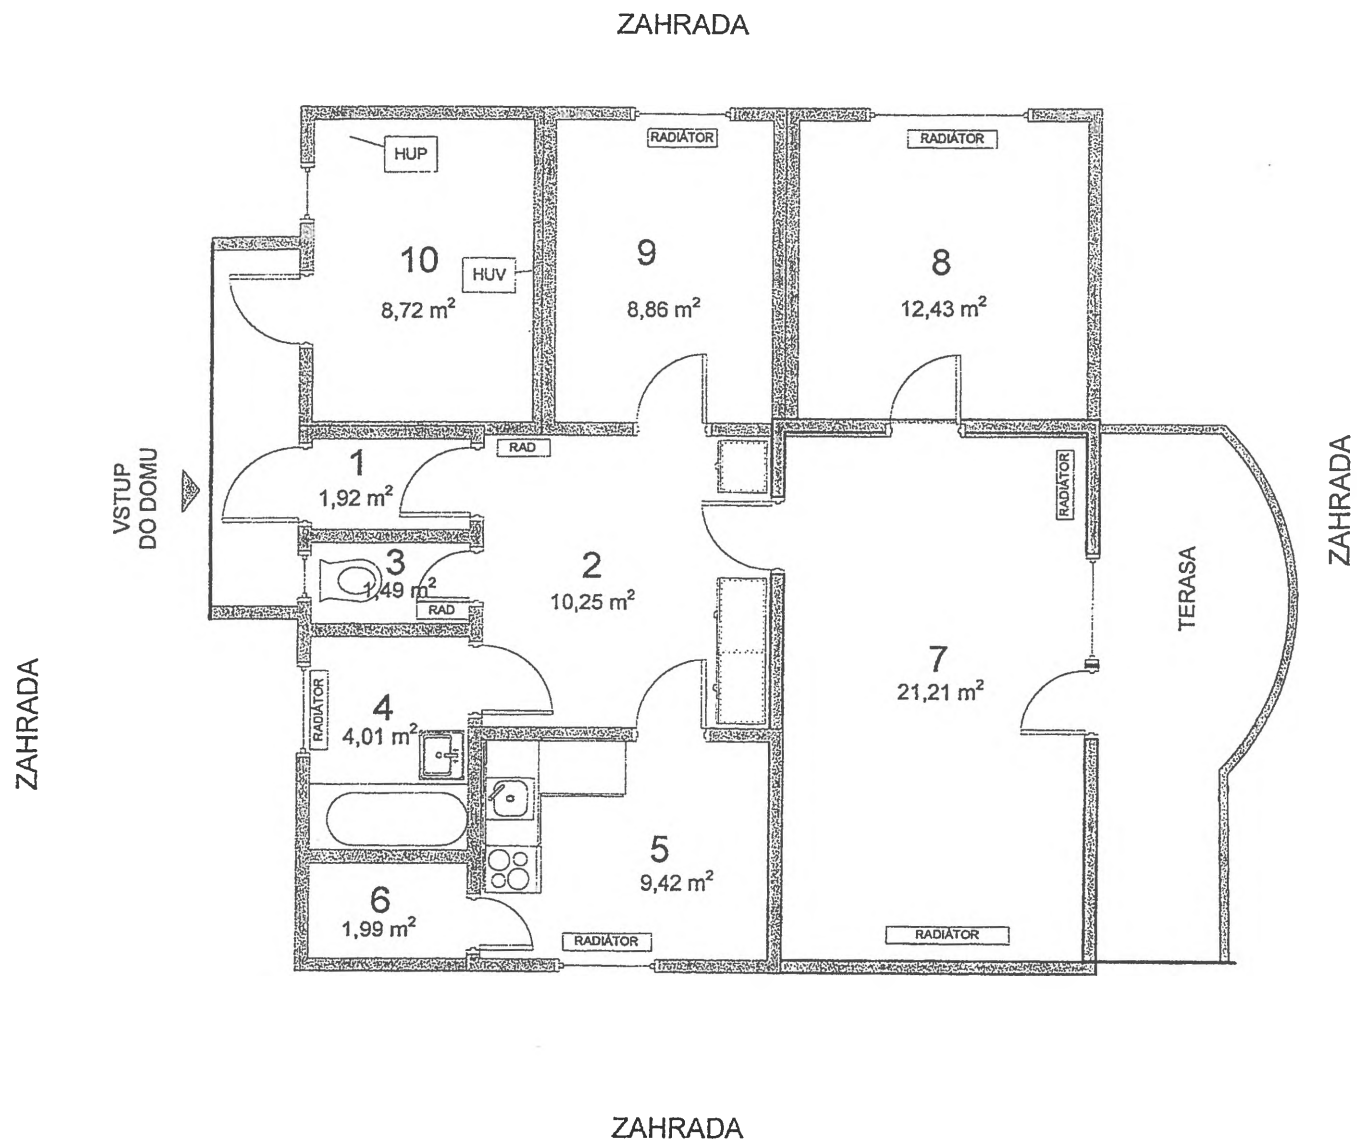 ZAHRADA
RADIÁTOR
RADIÁTOR
HUP
10
HUV
8,72 m²
9
8,86 m²
8
12,43 m²
VSTUP
DO DOMU
1
1,92 m²
RAD
RADIÁTOR
ZAHRADA
3
1,49 m²
RAD
2
10,25 m²
TERASA
ZAHRADA
RADIÁTOR
4
4,01 m²
7
21,21 m²
5
9,42 m²
6
1,99 m²
RADIÁTOR
RADIÁTOR
ZAHRADA